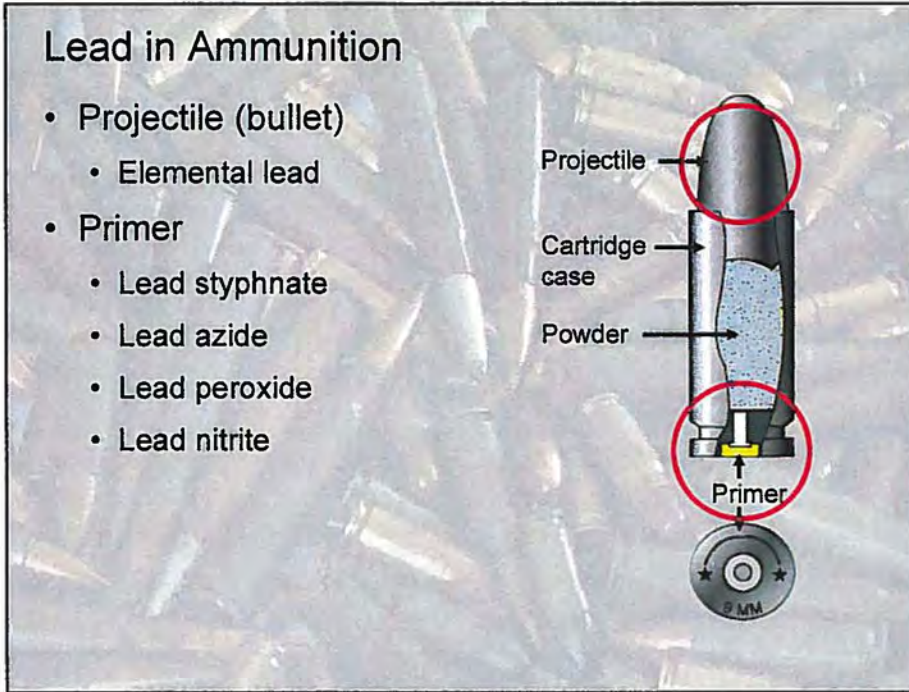 Lead in Ammunition
• Projectile (bullet)
• Elemental lead
• Primer
• Lead styphnate
• Lead azide
• Lead peroxide
• Lead nitrite
Projectile
Cartridge
case
Powder
Primer
9 MM